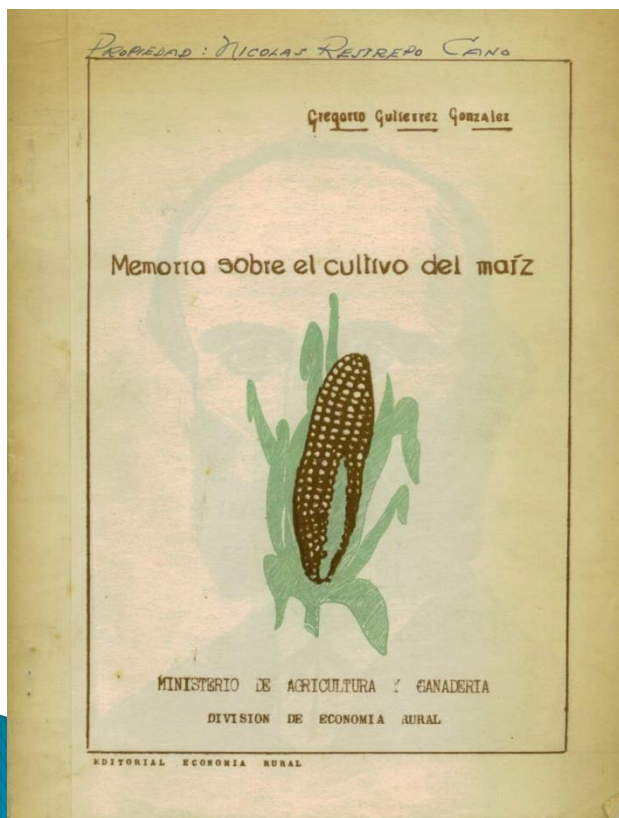 PROPIEDAD: NICOLAS RESTREPO CANO
Gregorio Gutierrez Gonzalez
Memoria sobre el cultivo del maíz
MINISTERIO DE AGRICULTURA Y GANADERIA
DIVISION DE ECONOMIA RURAL
EDITORIAL ECONOMIA RURAL